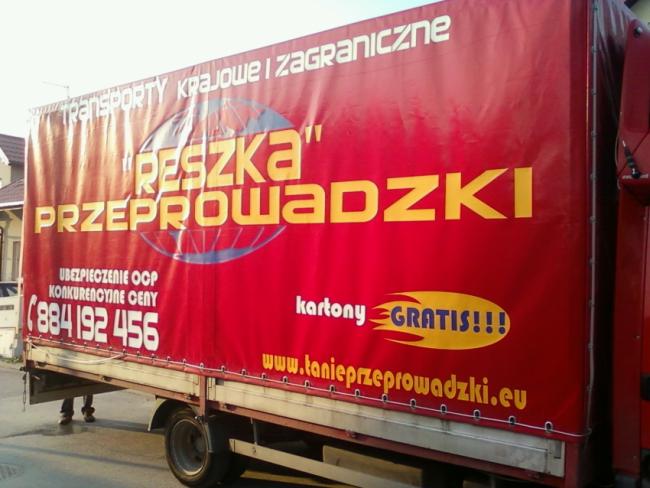 TRANSPORTY KRAJOWE I ZAGRANICZNE
"RESZKA"
PRZEPROWADZKI
UBEZPIECZENIE OCP
KONKURENCYJNE CENY
884 192 456
kartony GRATIS!!!
www.tanieprzeprowadzki.eu